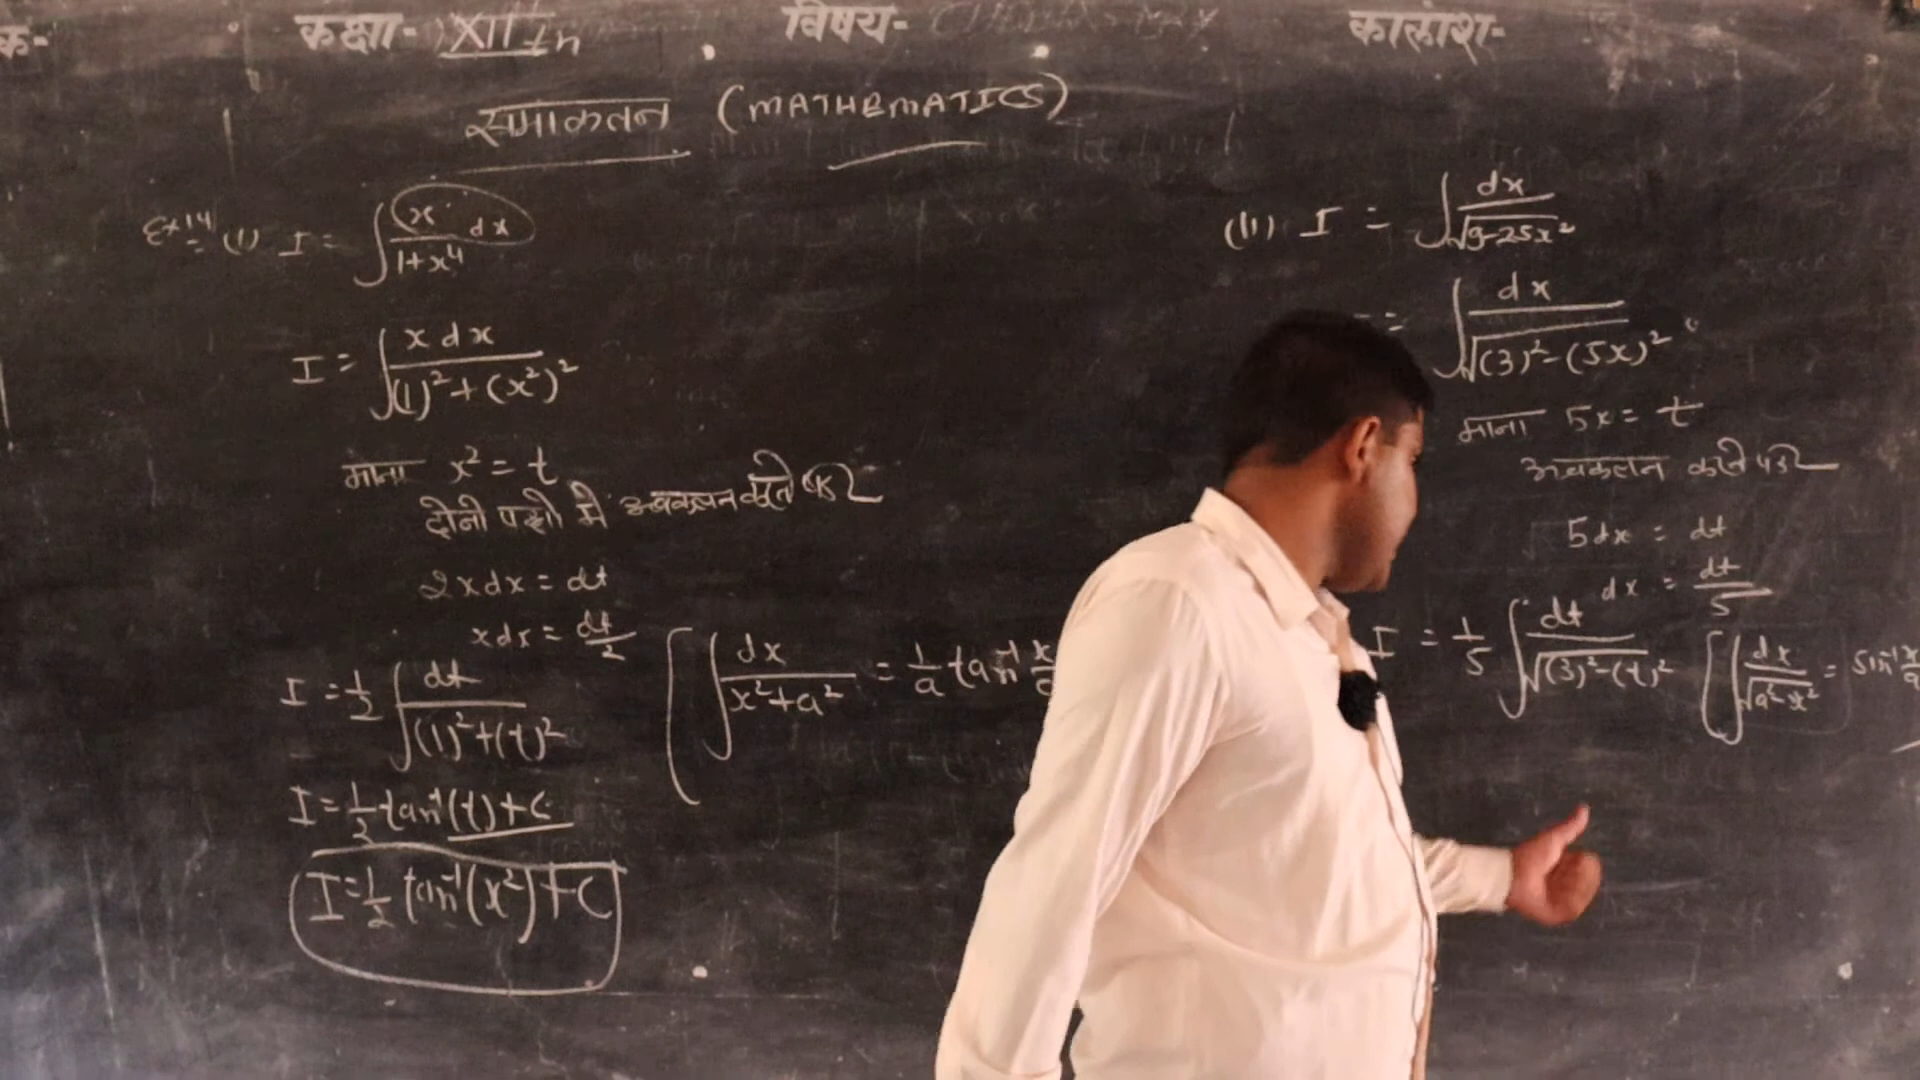 कक्षा- XII th विषय- कालांश-
समाकलन (MATHEMATICS)
Ex 14 (1) I = ∫ x dx / 1+x⁴
I = ∫ x dx / (1)² + (x²)²
माना x² = t
दोनो पक्षो मे अवकलन करने पर
2x dx = dt
x dx = dt/2
I = 1/2 ∫ dt / (1)² + (t)² [ ∫ dx / x² + a² = 1/a tan⁻¹ x
I = 1/2 tan⁻¹ (t) + C
I = 1/2 tan⁻¹ (x²) + C
(11) I = ∫ dx / √9-25x²
= ∫ dx / √(3)² - (5x)²
माना 5x = t
अवकलन करने पर
5 dx = dt
dx = dt/5
I = 1/5 ∫ dt / √(3)² - (t)² [ ∫ dx / √a² - x² = sin⁻¹ x/a